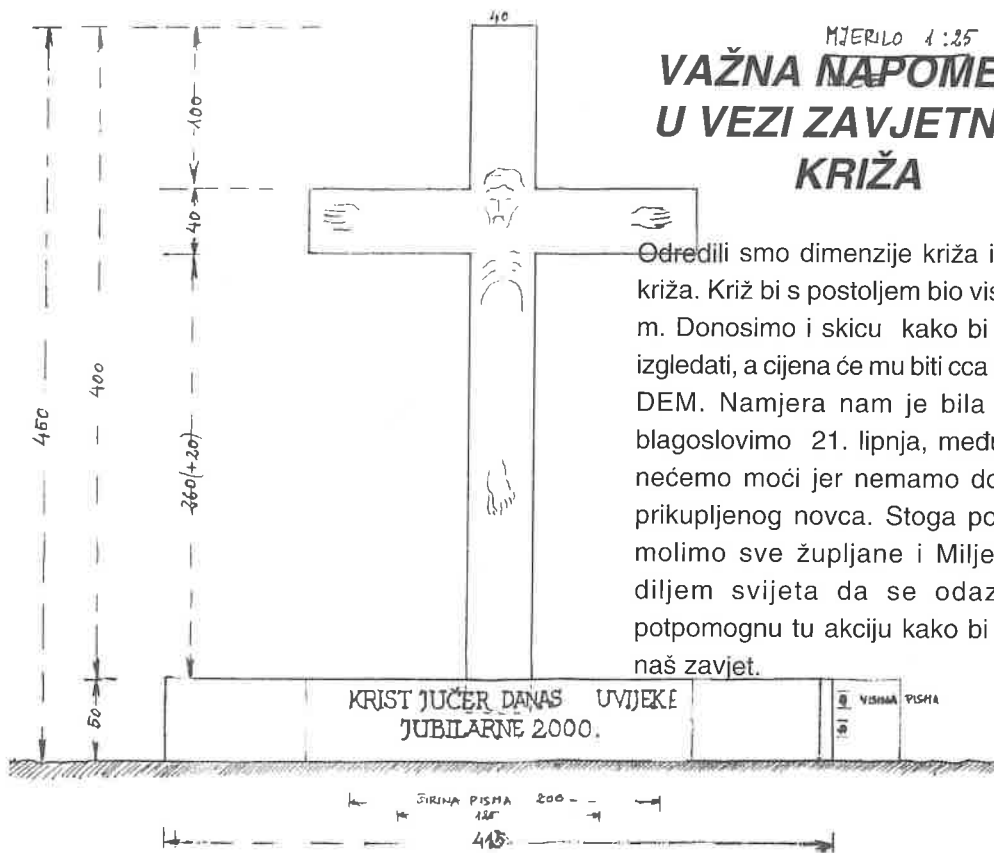 40
MJERILO 1:25
VAŽNA NAPOME
U VEZI ZAVJETN
KRIŽA
100
40
Odredili smo dimenzije križa i
križa. Križ bi s postoljem bio vis
m. Donosimo i skicu kako bi
izgledati, a cijena će mu biti cca
DEM. Namjera nam je bila
blagoslovimo 21. lipnja, među
nećemo moći jer nemamo do
prikupljenog novca. Stoga po
molimo sve župljane i Milje
diljem svijeta da se odaz
potpomognu tu akciju kako bi
naš zavjet.
400
450
260(+20)
50
KRIST JUČER DANAS UVIJEKE
JUBILARNE 2000.
VISINA PISMA
ŠIRINA PISMA 200
125
415